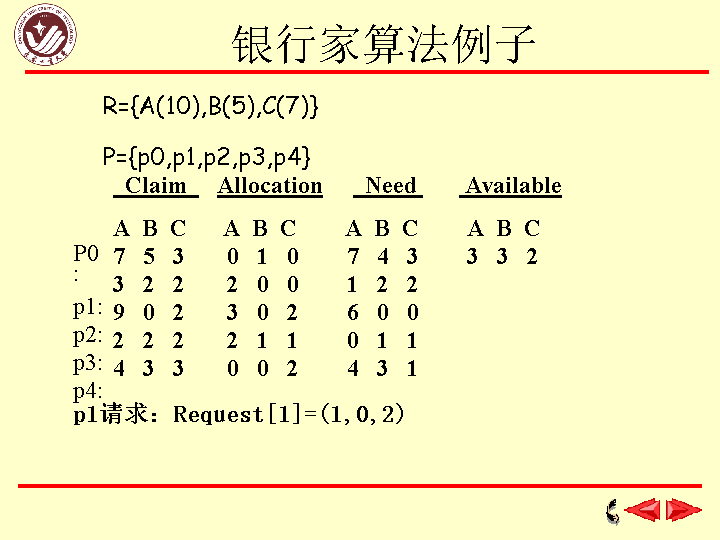 银行家算法例子
R={A(10),B(5),C(7)}
P={p0,p1,p2,p3,p4}
Claim Allocation Need Available
A B C A B C A B C A B C
P0 7 5 3 0 1 0 7 4 3 3 3 2
:
3 2 2 2 0 0 1 2 2
p1: 9 0 2 3 0 2 6 0 0
p2: 2 2 2 2 1 1 0 1 1
p3: 4 3 3 0 0 2 4 3 1
p4:
p1请求：Request[1]=(1,0,2)